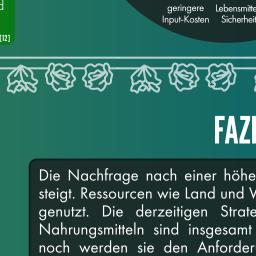 d
[12]
geringere
Input-Kosten
Lebensmitte
Sicherheit
FAZI
Die Nachfrage nach einer höhe
steigt. Ressourcen wie Land und W
genutzt. Die derzeitigen Strate
Nahrungsmitteln sind insgesamt
noch werden sie den Anforder